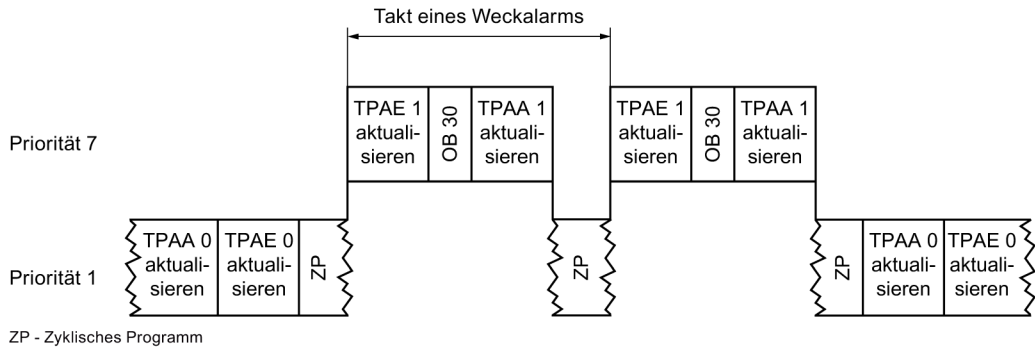 Takt eines Weckalarms
Priorität 7
TPAE 1
aktuali-
sieren
OB 30
TPAA 1
aktuali-
sieren
TPAE 1
aktuali-
sieren
OB 30
TPAA 1
aktuali-
sieren
Priorität 1
TPAA 0
aktuali-
sieren
TPAE 0
aktuali-
sieren
ZP
ZP
ZP
TPAA 0
aktuali-
sieren
TPAE 0
aktuali-
sieren
ZP - Zyklisches Programm